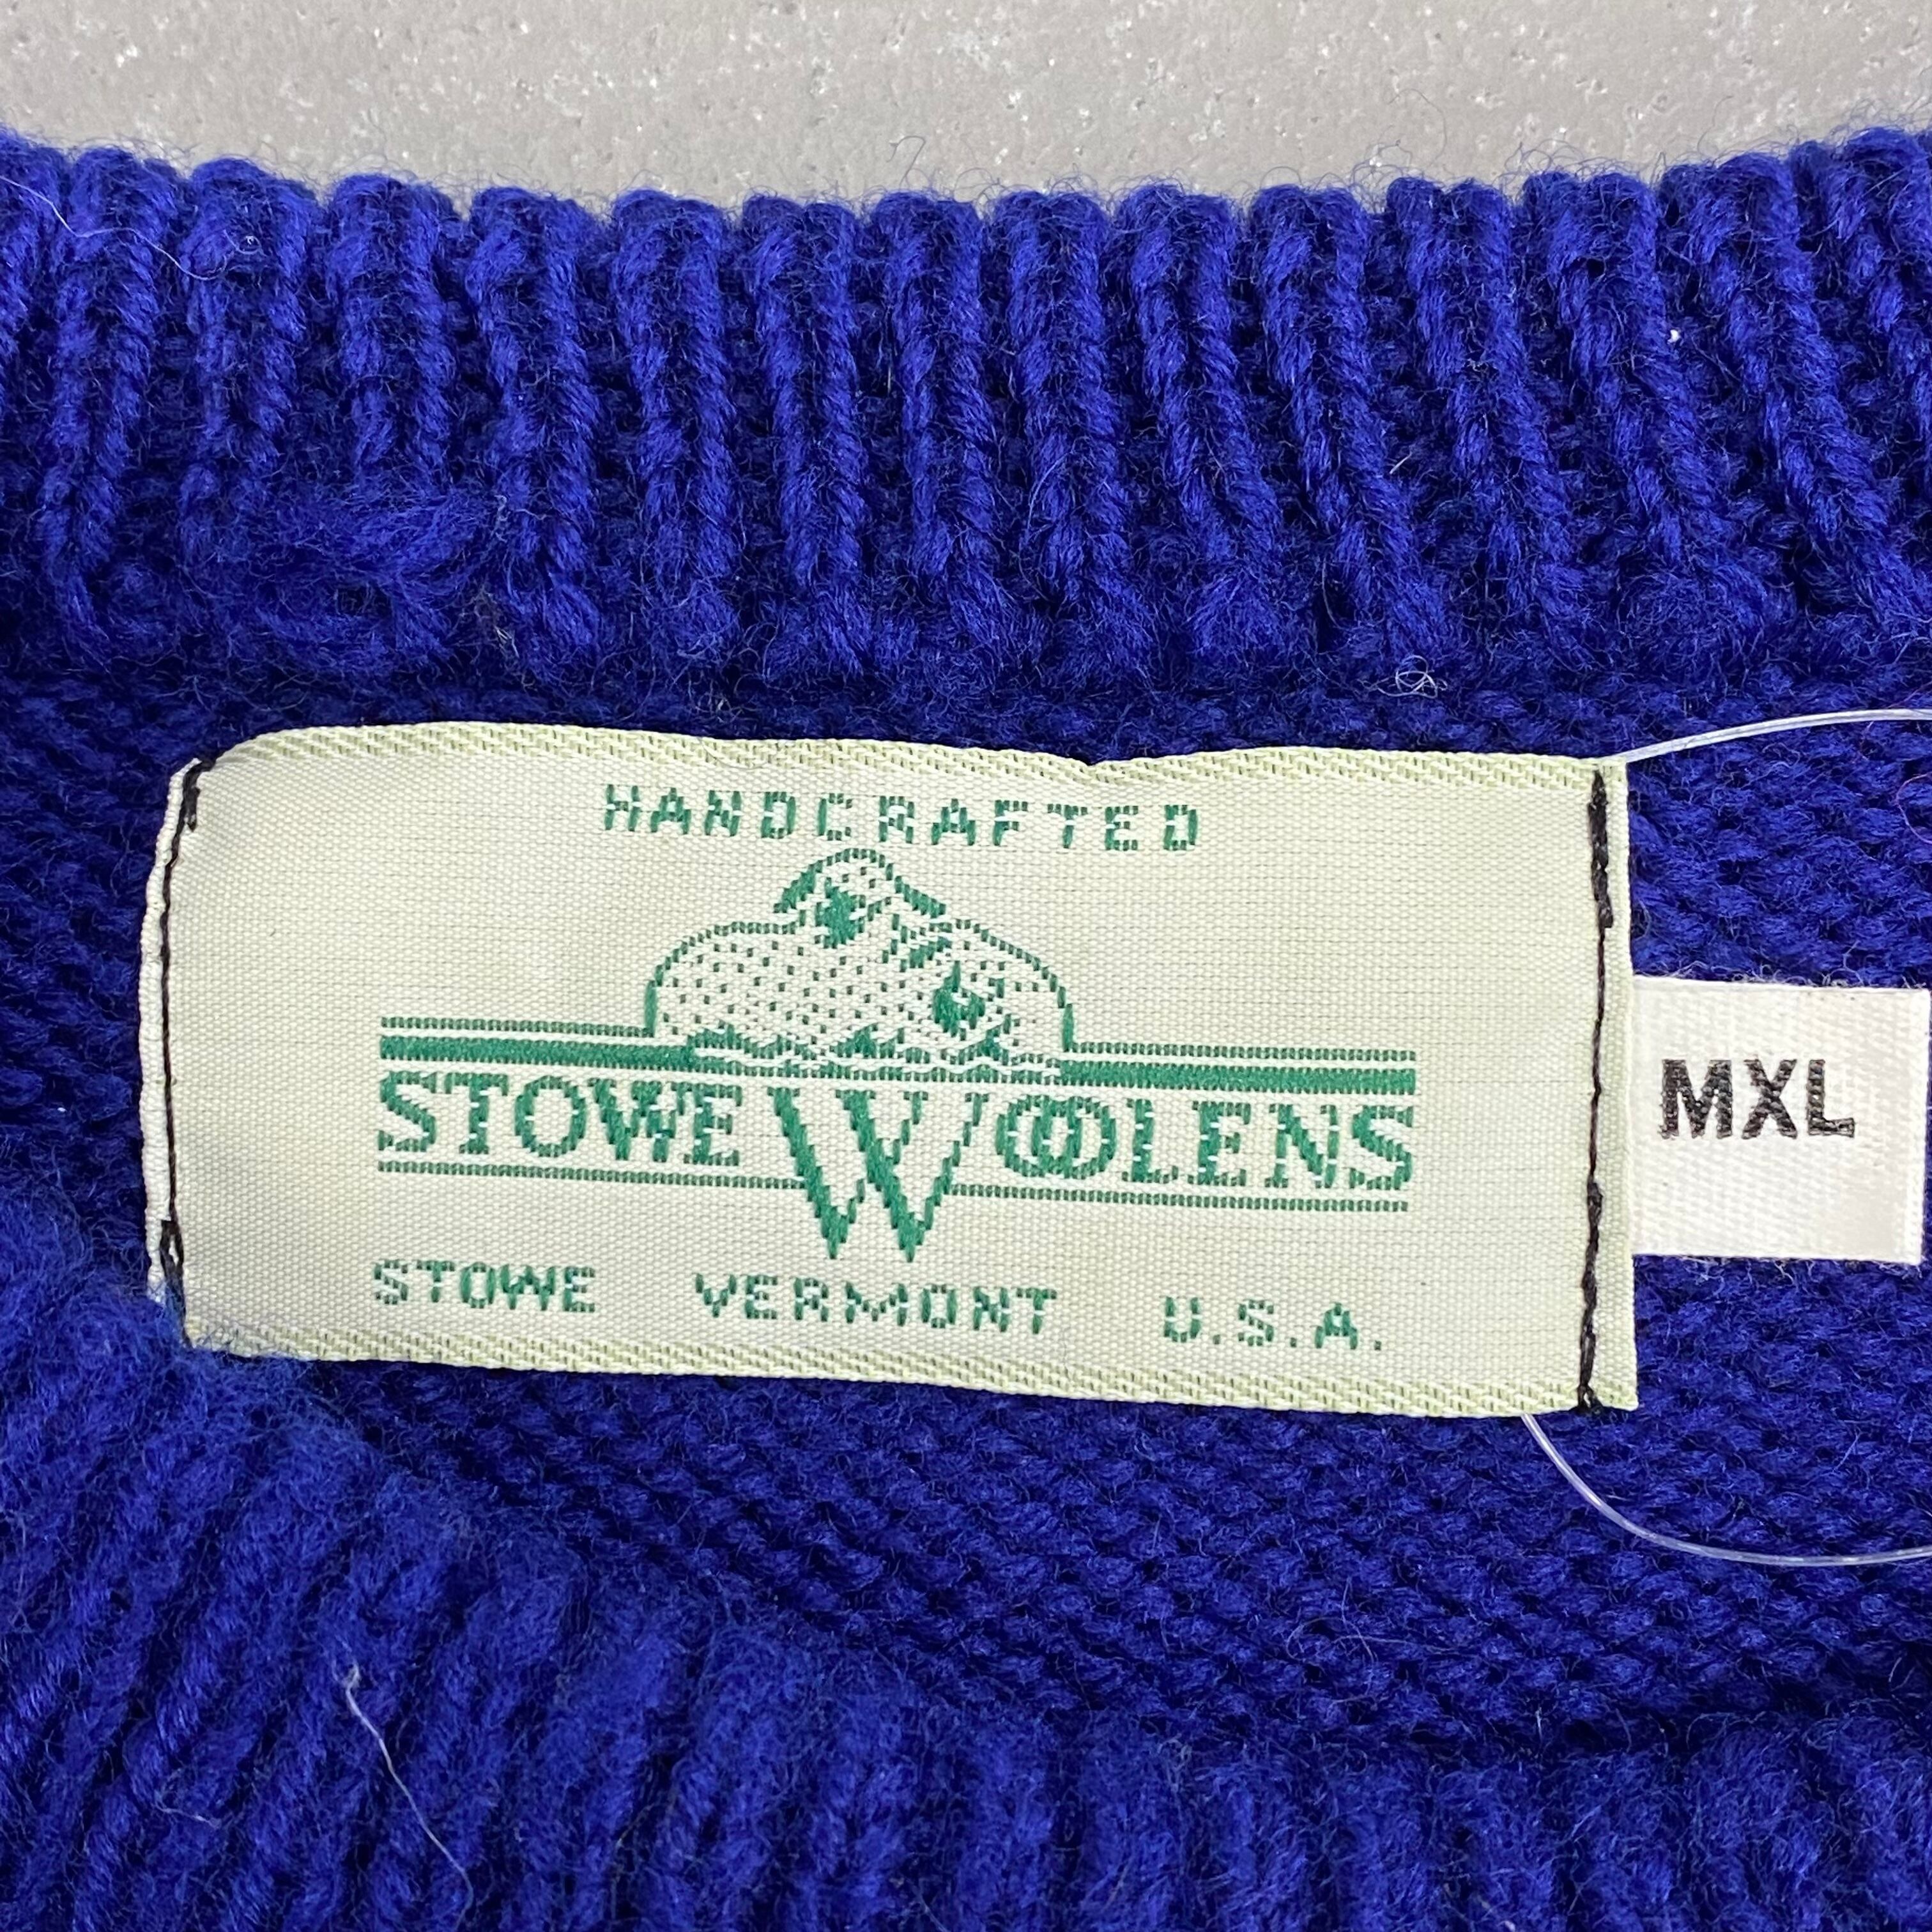 HANDCRAFTED
STOWE WOOLENS
STOWE VERMONT U.S.A.
MXL